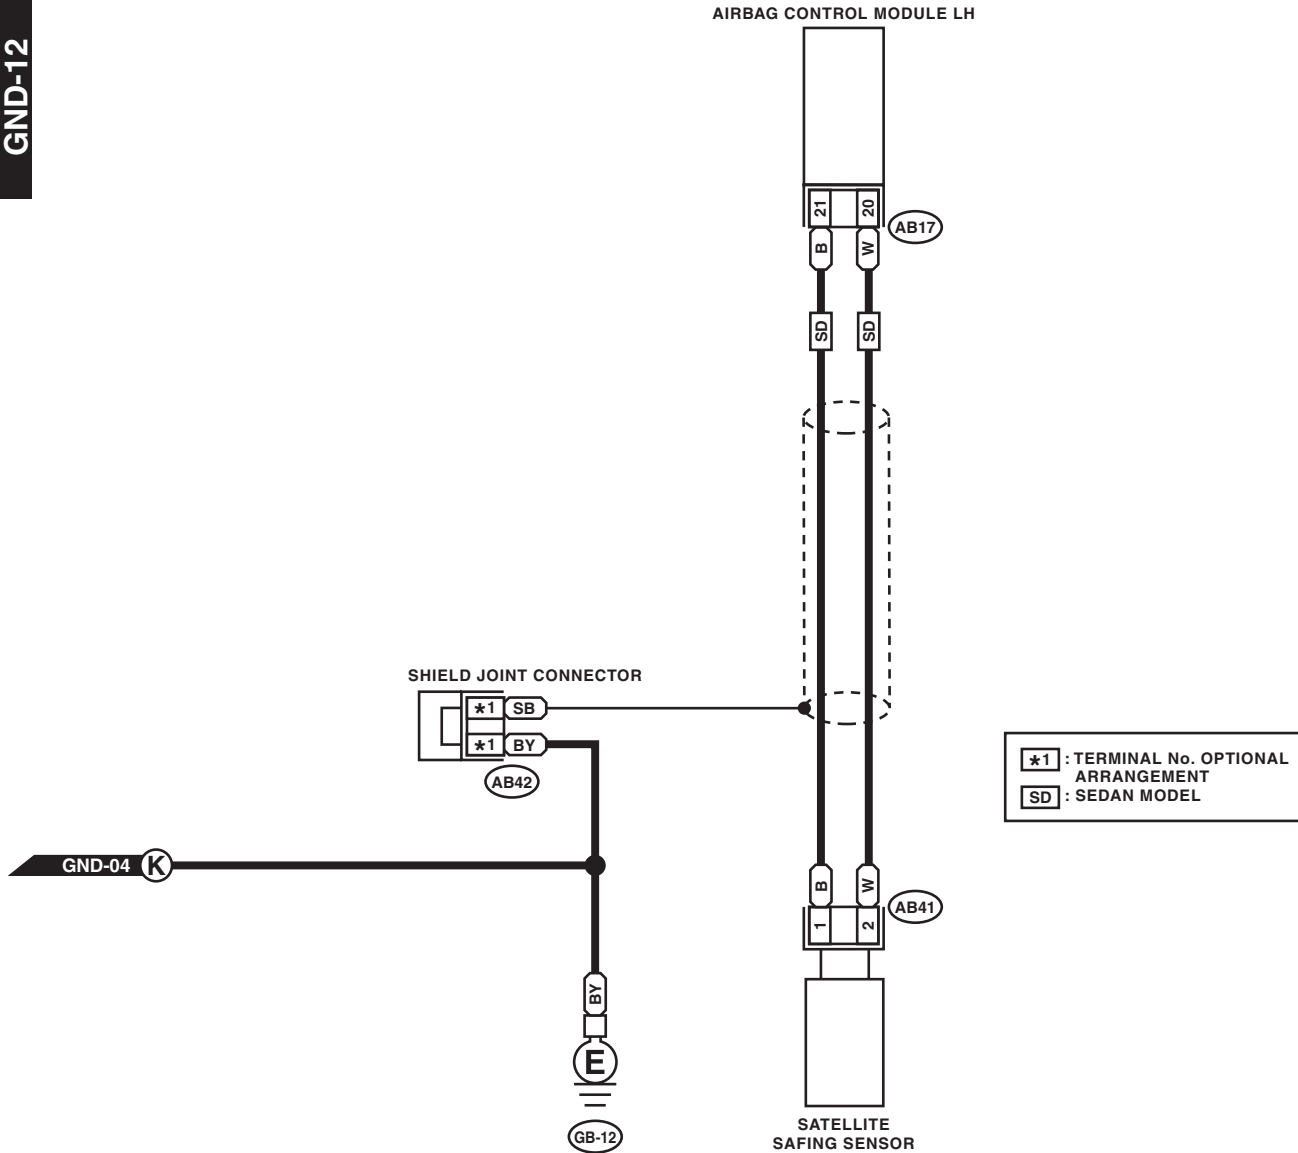 GND-12
AIRBAG CONTROL MODULE LH
21
20
AB17
B
W
SD
SD
SHIELD JOINT CONNECTOR
*1
SB
*1
BY
AB42
*1 : TERMINAL No. OPTIONAL
ARRANGEMENT
SD : SEDAN MODEL
GND-04
K
B
W
AB41
1
2
BY
E
GB-12
SATELLITE
SAFING SENSOR